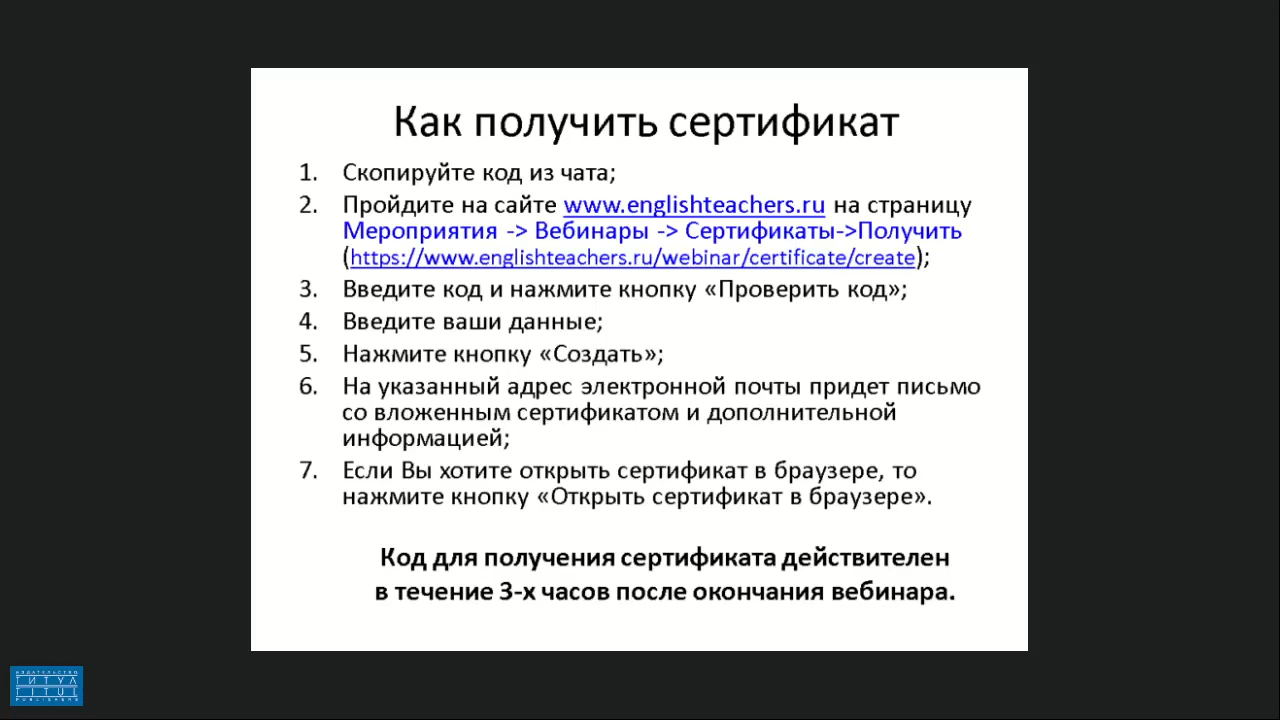 Как получить сертификат
1. Скопируйте код из чата;
2. Пройдите на сайте www.englishteachers.ru на страницу
Мероприятия -> Вебинары -> Сертификаты->Получить
(https://www.englishteachers.ru/webinar/certificate/create);
3. Введите код и нажмите кнопку «Проверить код»;
4. Введите ваши данные;
5. Нажмите кнопку «Создать»;
6. На указанный адрес электронной почты придет письмо
со вложенным сертификатом и дополнительной
информацией;
7. Если Вы хотите открыть сертификат в браузере, то
нажмите кнопку «Открыть сертификат в браузере».
Код для получения сертификата действителен
в течение 3-х часов после окончания вебинара.
ИЗДАТЕЛЬСТВО
ТИТУЛ
TITUL
PUBLISHERS